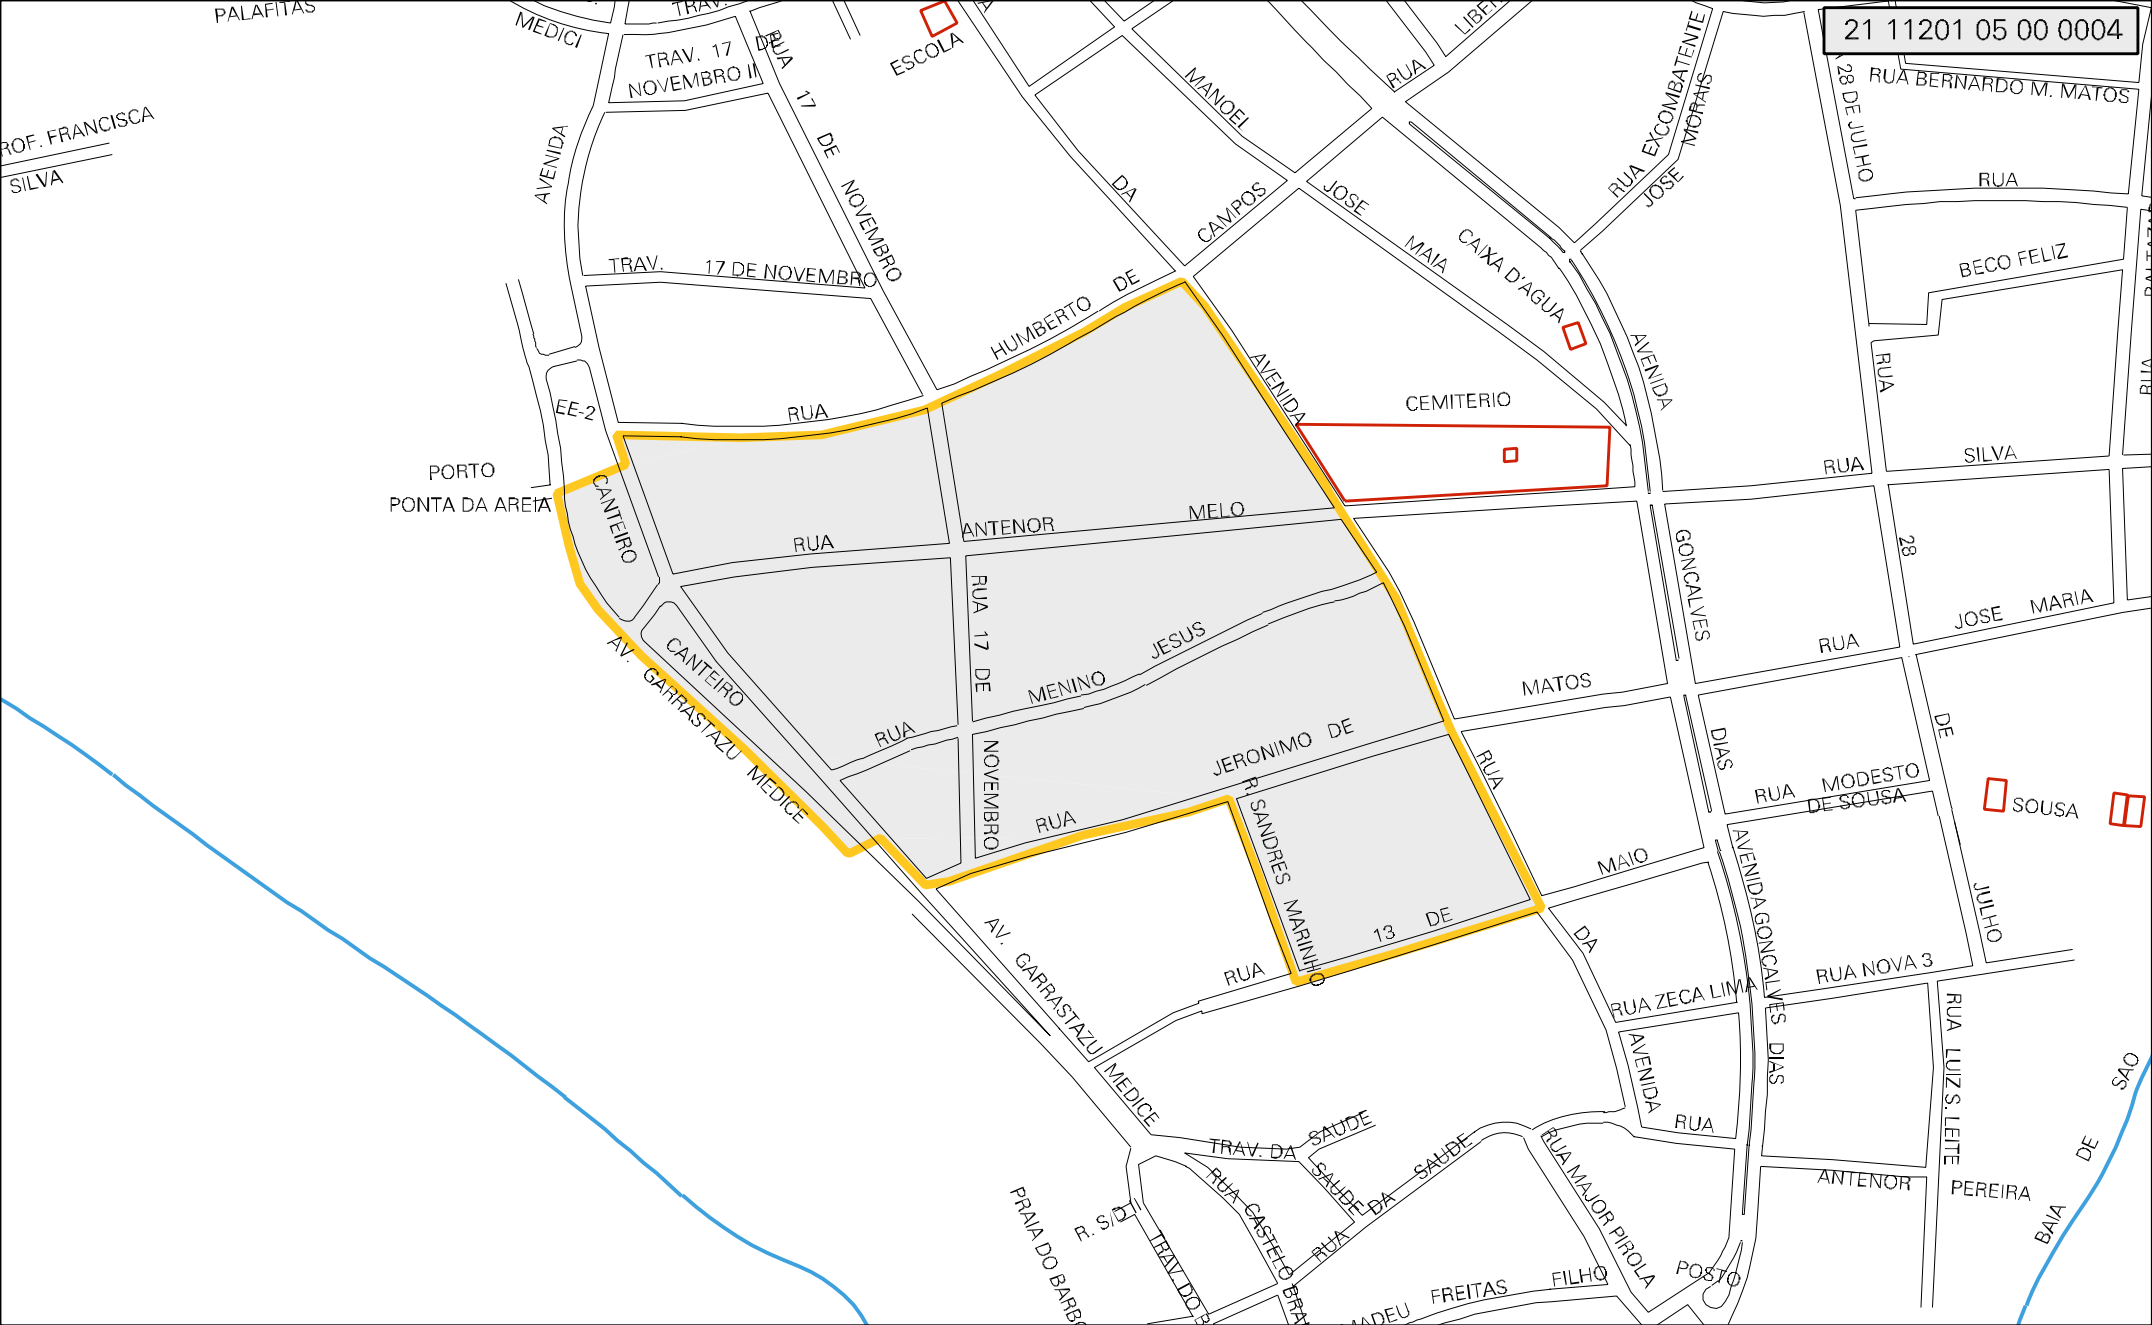 PALAFITAS
MEDICI
TRAV.
TRAV. 17 DE
NOVEMBRO II
RUA 17 DE NOVEMBRO
ESCOLA
RUA
21 11201 05 00 0004
RUA BERNARDO M. MATOS
28 DE JULHO
RUA EXCOMBATENTE
JOSE MORAIS
SILVA
AVENIDA
MANOEL
JOSE
MAIA
DA
CAMPOS
RUA
TRAV. 17 DE NOVEMBRO
HUMBERTO DE
CAIXA D'AGUA
BECO FELIZ
AVENIDA
AVENIDA
RUA
CEMITERIO
RUA
EE-2
PORTO
PONTA DA AREIA
CANTEIRO
RUA ANTENOR MELO
RUA SILVA
GONCALVES
28
RUA 17 DE
NOVEMBRO
RUA MENINO JESUS
CANTEIRO
AV. GARRASTAZU MEDICE
RUA JERONIMO DE
MATOS
RUA JOSE MARIA
RUA
DIAS
DE
RUA MODESTO
DE SOUSA
SOUSA
R. SANDRES MARINHO
RUA 13 DE
MAIO
DA
AVENIDA GONCALVES DIAS
JULHO
RUA NOVA 3
RUA ZECA LIMA
AV. GARRASTAZU MEDICE
AVENIDA
RUA
RUA LUIZ S. LEITE
ANTENOR PEREIRA
BAIA DE SAO
TRAV. DA SAUDE
SAUDE
RUA DA SAUDE
RUA MAJOR PIROLA
R. S/D
PRAIA DO
TRAV. DO
RUA CASTELO
FREITAS FILHO
POSTO